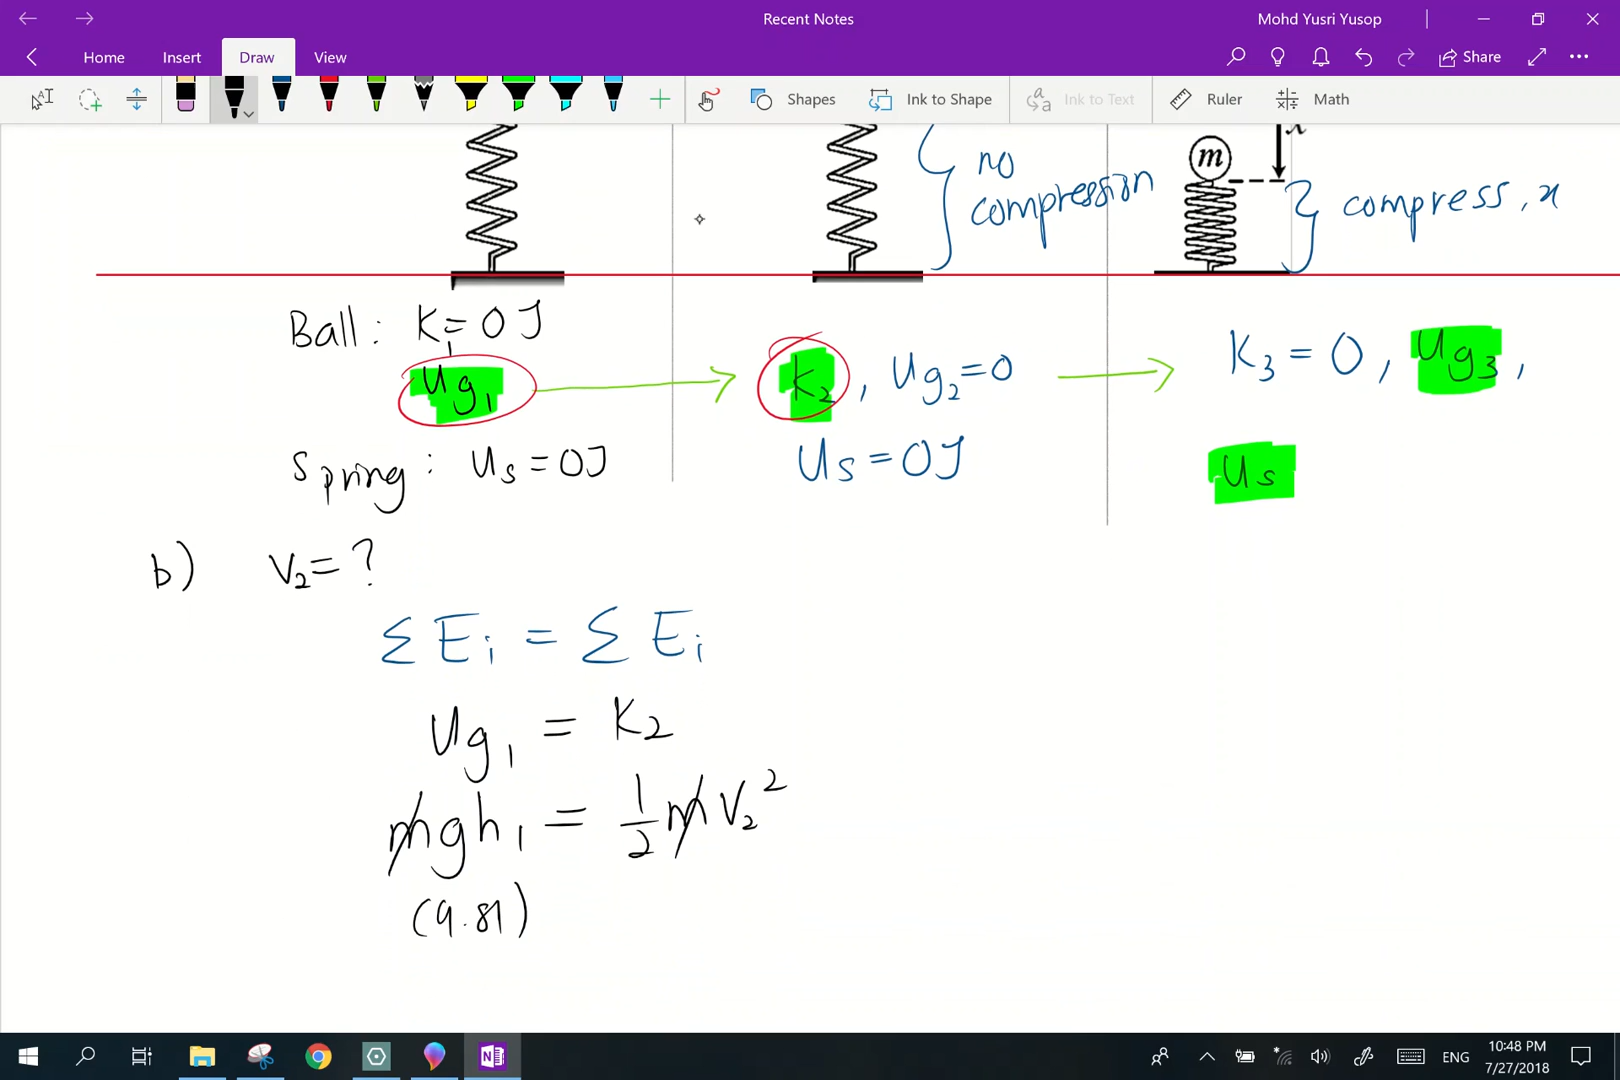 Recent Notes
Mohd Yusri Yusop
Home Insert Draw View
Share
Shapes
Ink to Shape
Ink to Text
Ruler
Math
no
compression
m
x
compress, x
Ball: K₁ = 0 J
Ug₁
Spring: Us = 0J
K₂, Ug₂ = 0
Us = 0J
K₃ = 0, Ug₃,
Us
b) V₂ = ?
Σ Ei = Σ Ei
Ug₁ = K₂
mgh₁ = 1/2 mV₂²
(9.81)
ENG
10:48 PM
7/27/2018